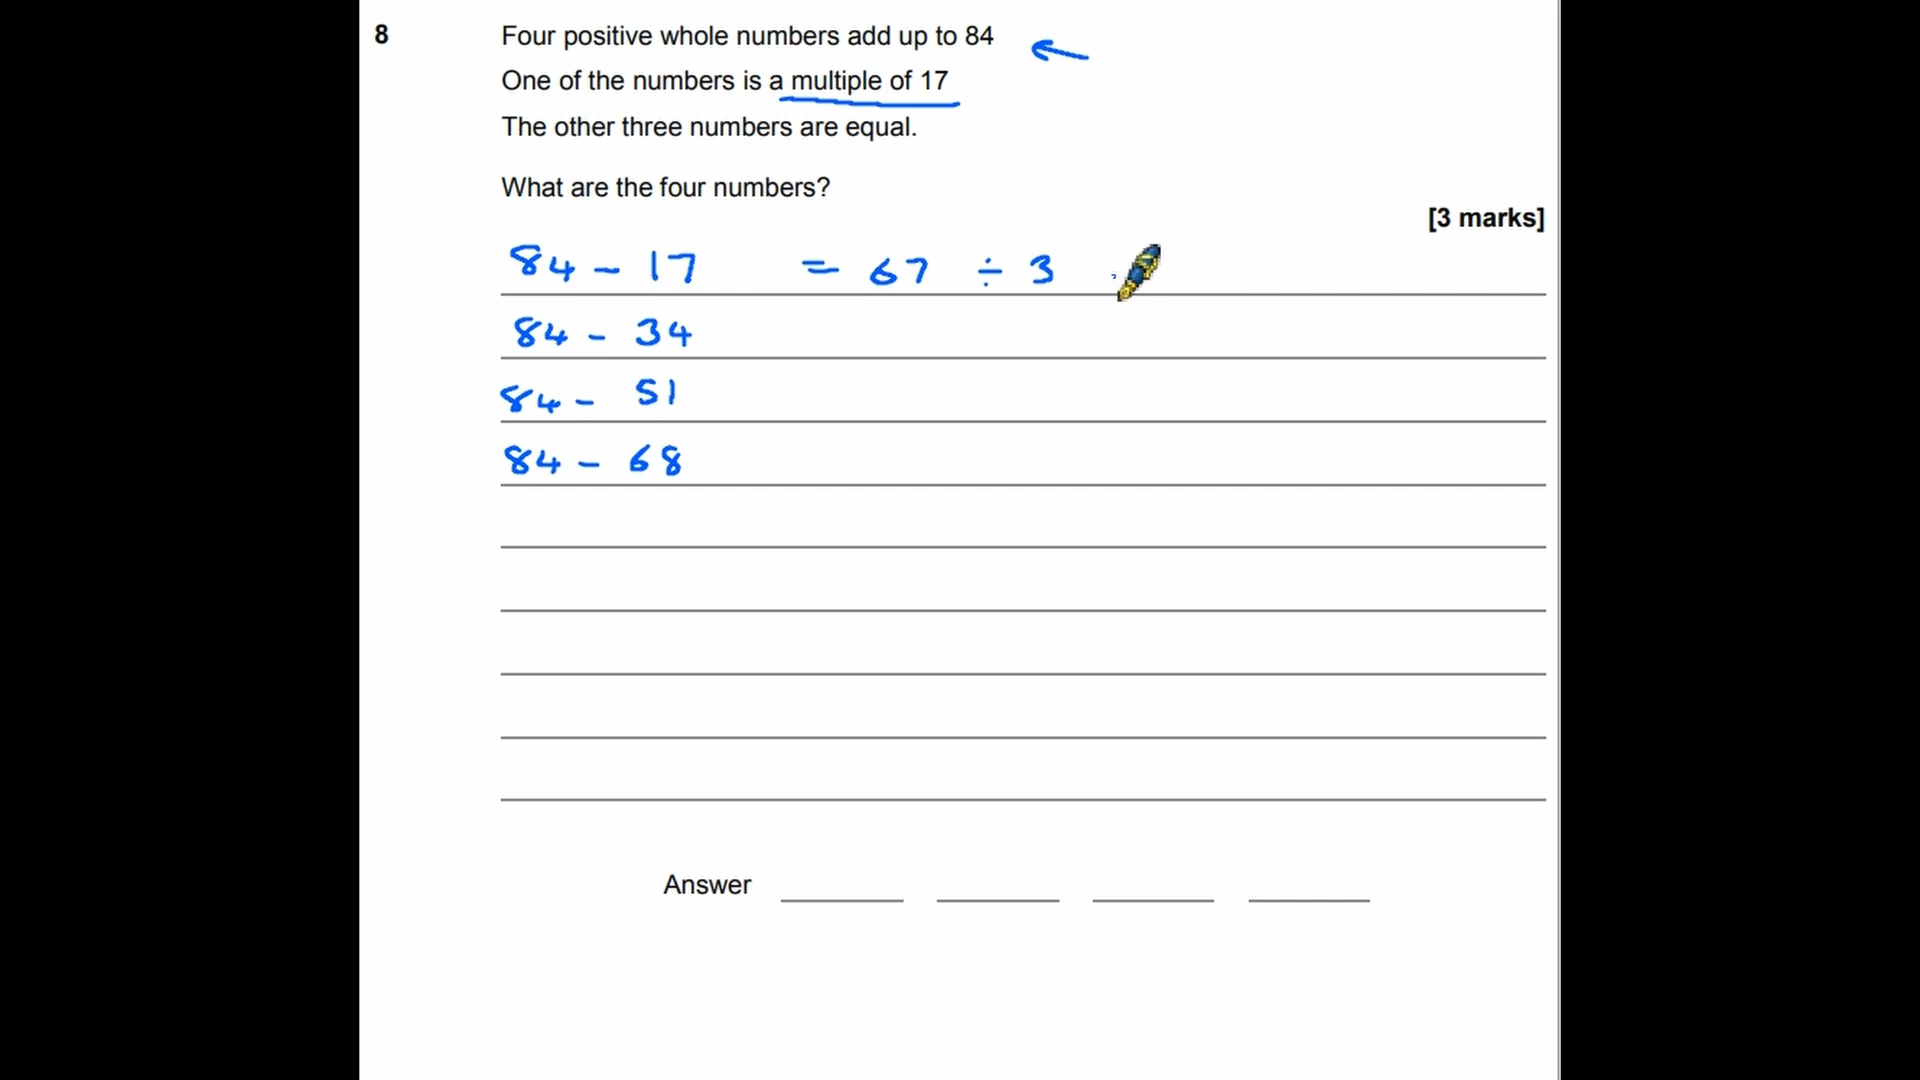 8 Four positive whole numbers add up to 84
One of the numbers is a multiple of 17
The other three numbers are equal.
What are the four numbers?
[3 marks]
84 - 17 = 67 ÷ 3
84 - 34
84 - 51
84 - 68
Answer